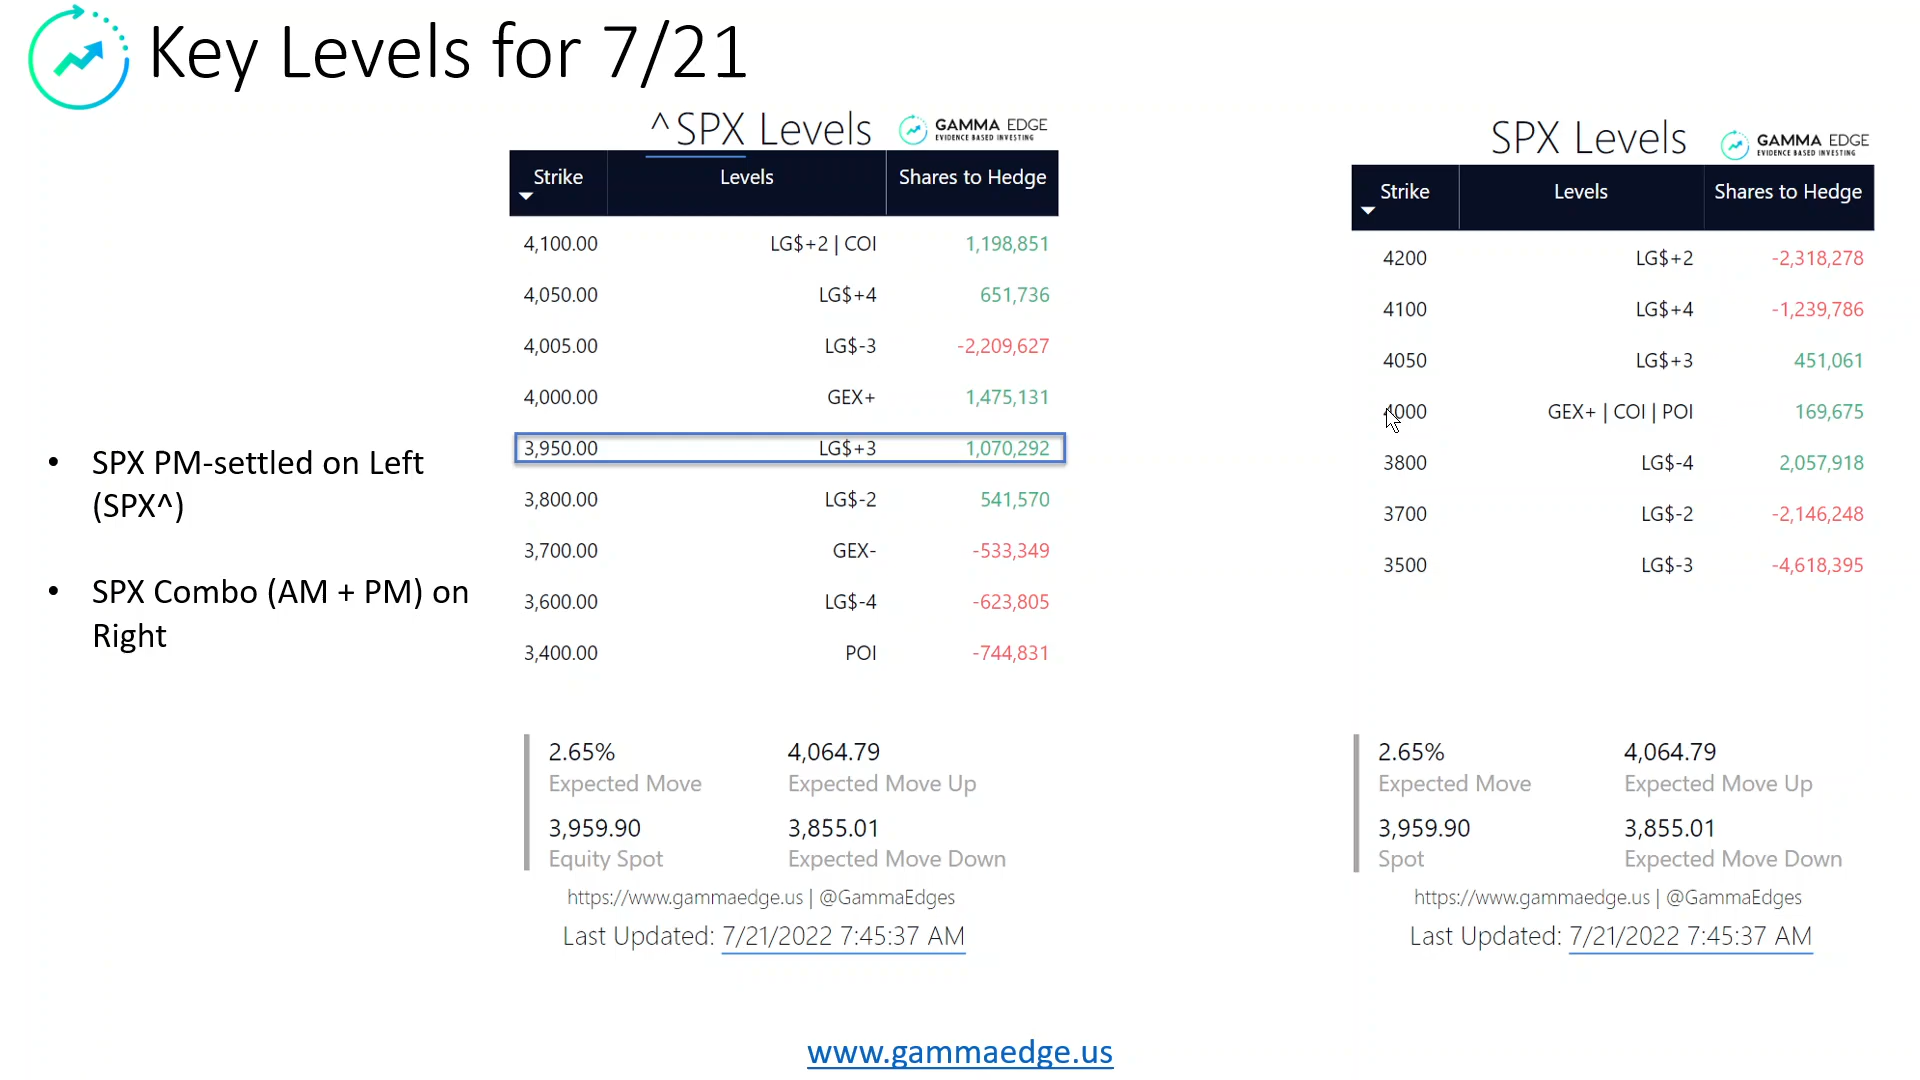 Key Levels for 7/21
SPX PM-settled on Left
(SPX^)
SPX Combo (AM + PM) on
Right
^SPX Levels
GAMMA EDGE
EVIDENCE BASED INVESTING
Strike Levels Shares to Hedge
4,100.00 LG$+2 | COI 1,198,851
4,050.00 LG$+4 651,736
4,005.00 LG$-3 -2,209,627
4,000.00 GEX+ 1,475,131
3,950.00 LG$+3 1,070,292
3,800.00 LG$-2 541,570
3,700.00 GEX- -533,349
3,600.00 LG$-4 -623,805
3,400.00 POI -744,831
2.65% 4,064.79
Expected Move Expected Move Up
3,959.90 3,855.01
Equity Spot Expected Move Down
https://www.gammaedge.us | @GammaEdges
Last Updated: 7/21/2022 7:45:37 AM
SPX Levels
GAMMA EDGE
EVIDENCE BASED INVESTING
Strike Levels Shares to Hedge
4200 LG$+2 -2,318,278
4100 LG$+4 -1,239,786
4050 LG$+3 451,061
4000 GEX+ | COI | POI 169,675
3800 LG$-4 2,057,918
3700 LG$-2 -2,146,248
3500 LG$-3 -4,618,395
2.65% 4,064.79
Expected Move Expected Move Up
3,959.90 3,855.01
Spot Expected Move Down
https://www.gammaedge.us | @GammaEdges
Last Updated: 7/21/2022 7:45:37 AM
www.gammaedge.us